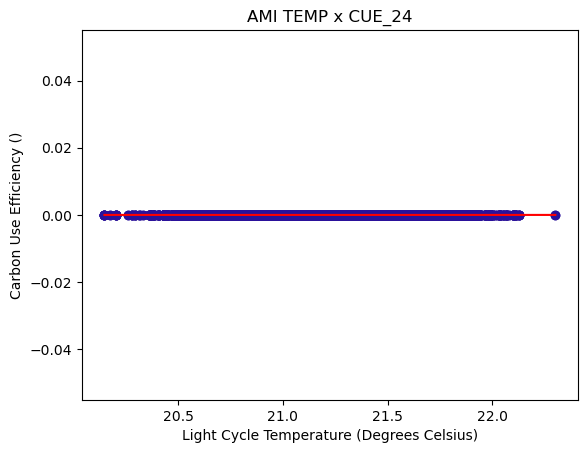 AMI TEMP x CUE_24
Carbon Use Efficiency ()
0.04
0.02
0.00
−0.02
−0.04
20.5 21.0 21.5 22.0
Light Cycle Temperature (Degrees Celsius)